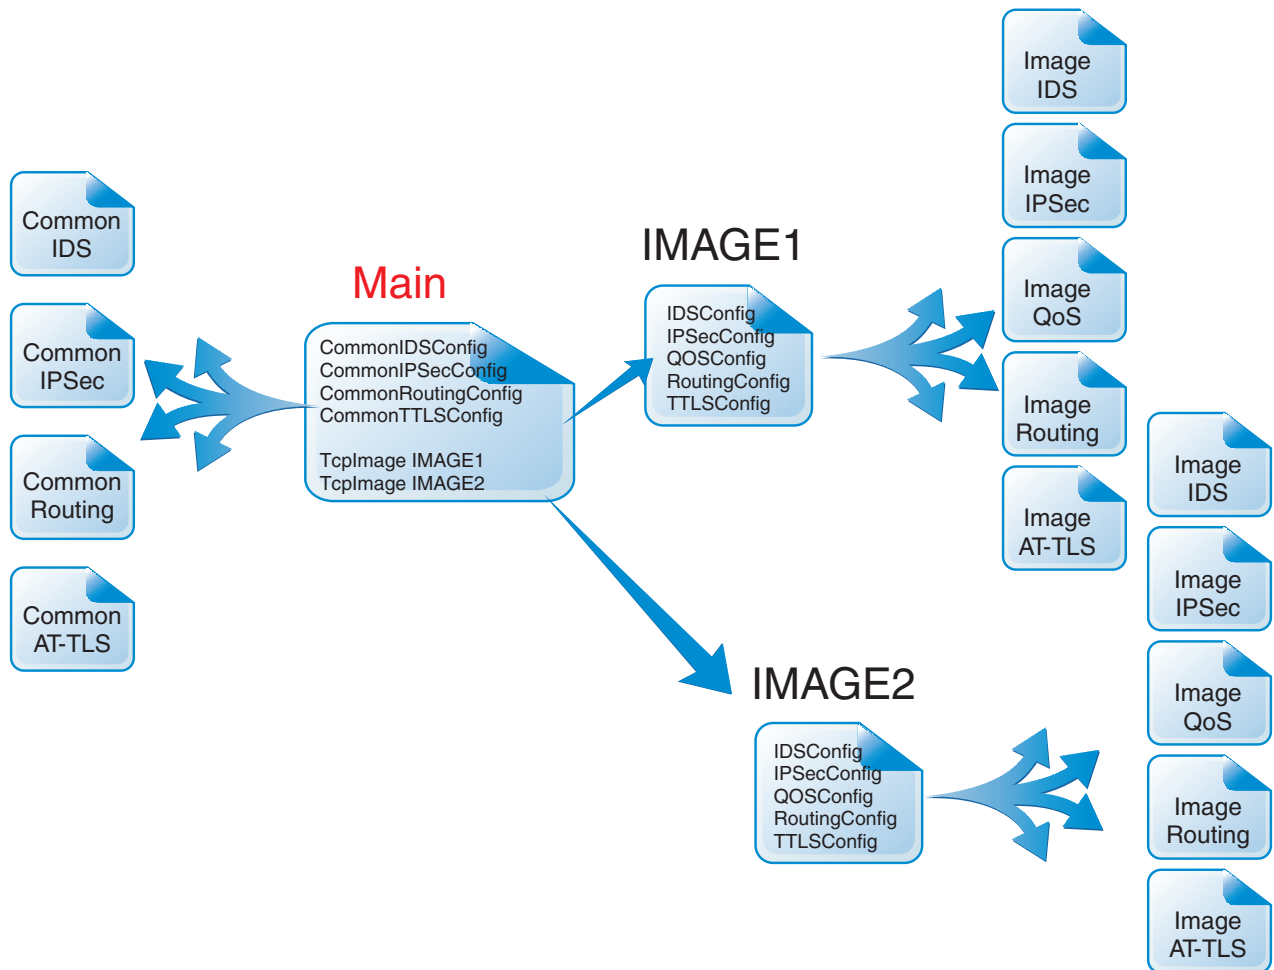 Common
IDS
Common
IPSec
Common
Routing
Common
AT-TLS
Main
CommonIDSConfig
CommonIPSecConfig
CommonRoutingConfig
CommonTTLSConfig
TcpImage IMAGE1
TcpImage IMAGE2
IMAGE1
IDSConfig
IPSecConfig
QOSConfig
RoutingConfig
TTLSConfig
Image
IDS
Image
IPSec
Image
QoS
Image
Routing
Image
AT-TLS
IMAGE2
IDSConfig
IPSecConfig
QOSConfig
RoutingConfig
TTLSConfig
Image
IDS
Image
IPSec
Image
QoS
Image
Routing
Image
AT-TLS